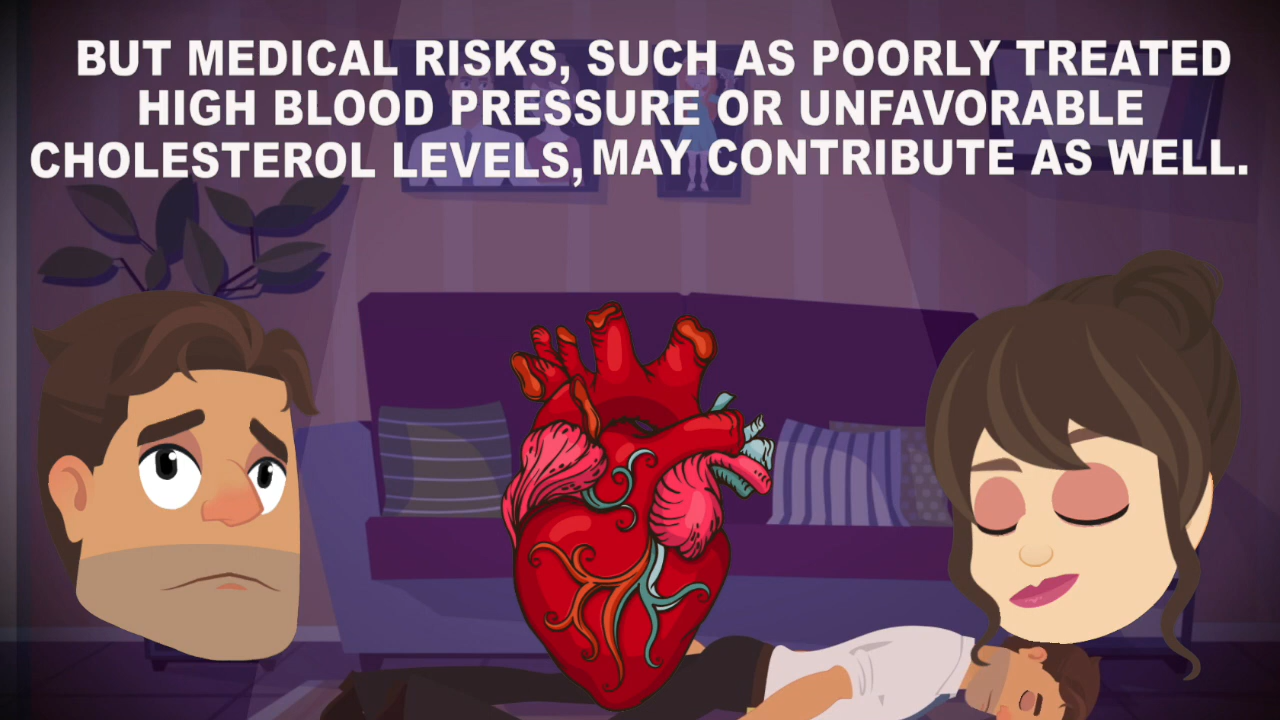 BUT MEDICAL RISKS, SUCH AS POORLY TREATED
HIGH BLOOD PRESSURE OR UNFAVORABLE
CHOLESTEROL LEVELS, MAY CONTRIBUTE AS WELL.